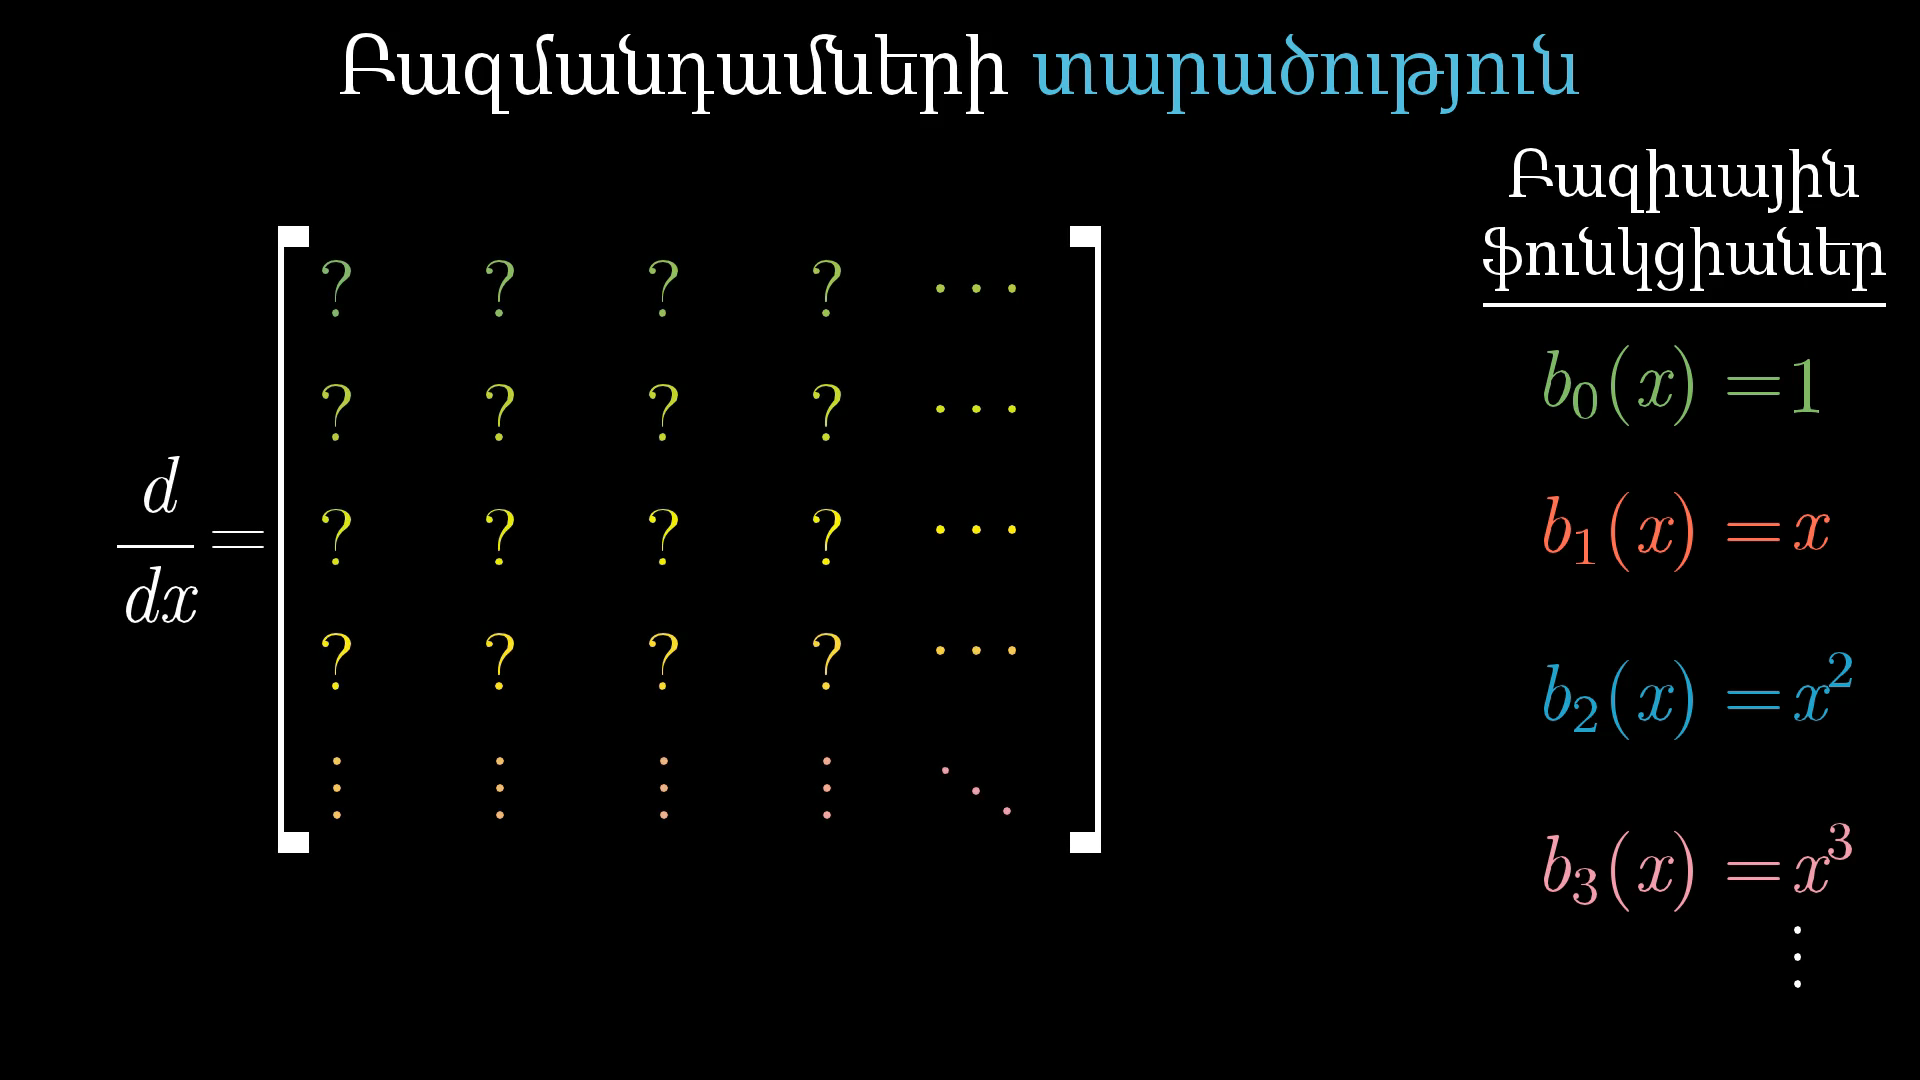 Բազմանդամների տարածություն
Բազիսային
ֆունկցիաներ
d/dx =
? ? ? ? ⋯
? ? ? ? ⋯
? ? ? ? ⋯
? ? ? ? ⋯
⋮ ⋮ ⋮ ⋮ ⋱
b₀(x) = 1
b₁(x) = x
b₂(x) = x²
b₃(x) = x³
⋮